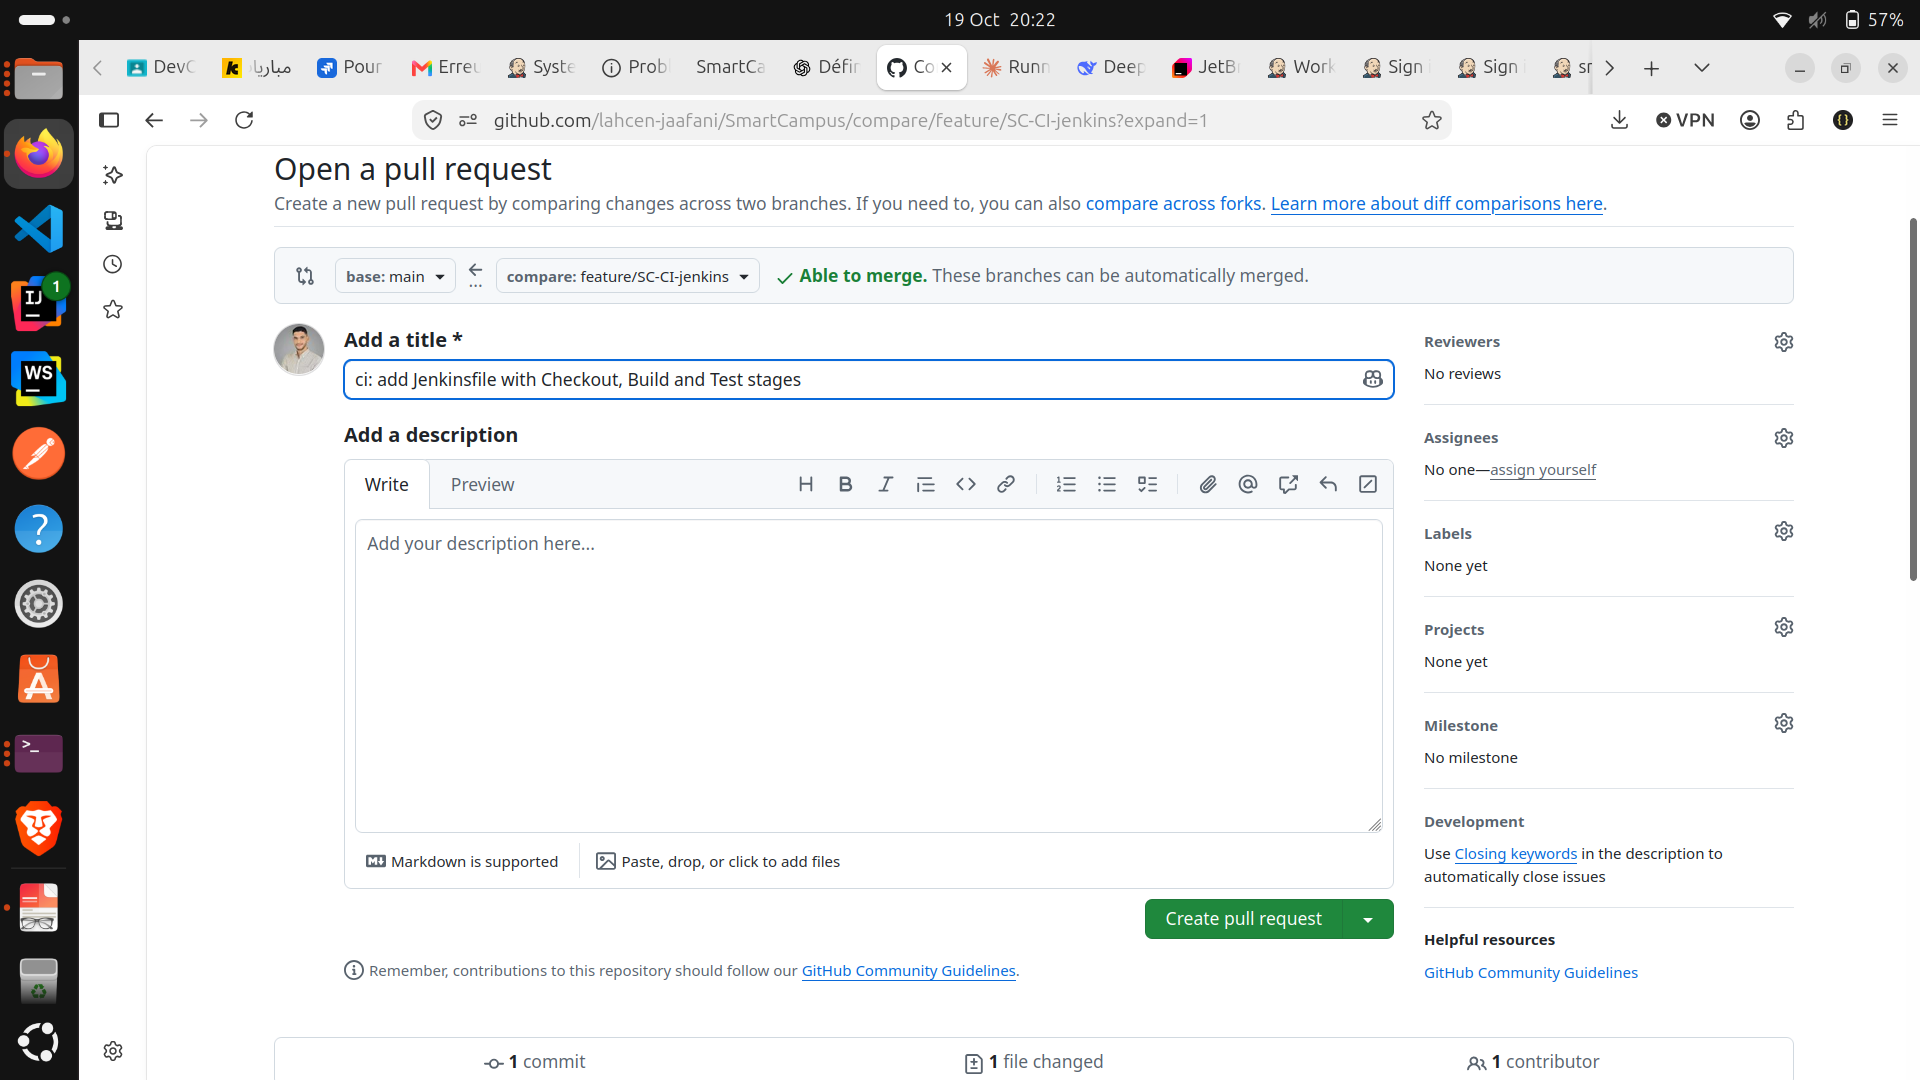 19 Oct 20:22
57%
DevC
مباريا
Pour
Erreu
Syste
Probl
SmartCa
Défin
Co
Runn
Deep
JetBr
Work
Sign
Sign
sr
github.com/lahcen-jaafani/SmartCampus/compare/feature/SC-CI-jenkins?expand=1
VPN
Open a pull request
Create a new pull request by comparing changes across two branches. If you need to, you can also compare across forks. Learn more about diff comparisons here.
base: main
...
compare: feature/SC-CI-jenkins
Able to merge. These branches can be automatically merged.
Add a title *
ci: add Jenkinsfile with Checkout, Build and Test stages
Add a description
Write
Preview
Add your description here...
Markdown is supported
Paste, drop, or click to add files
Create pull request
Remember, contributions to this repository should follow our GitHub Community Guidelines.
Reviewers
No reviews
Assignees
No one—assign yourself
Labels
None yet
Projects
None yet
Milestone
No milestone
Development
Use Closing keywords in the description to
automatically close issues
Helpful resources
GitHub Community Guidelines
1 commit
1 file changed
1 contributor
IJ
1
WS